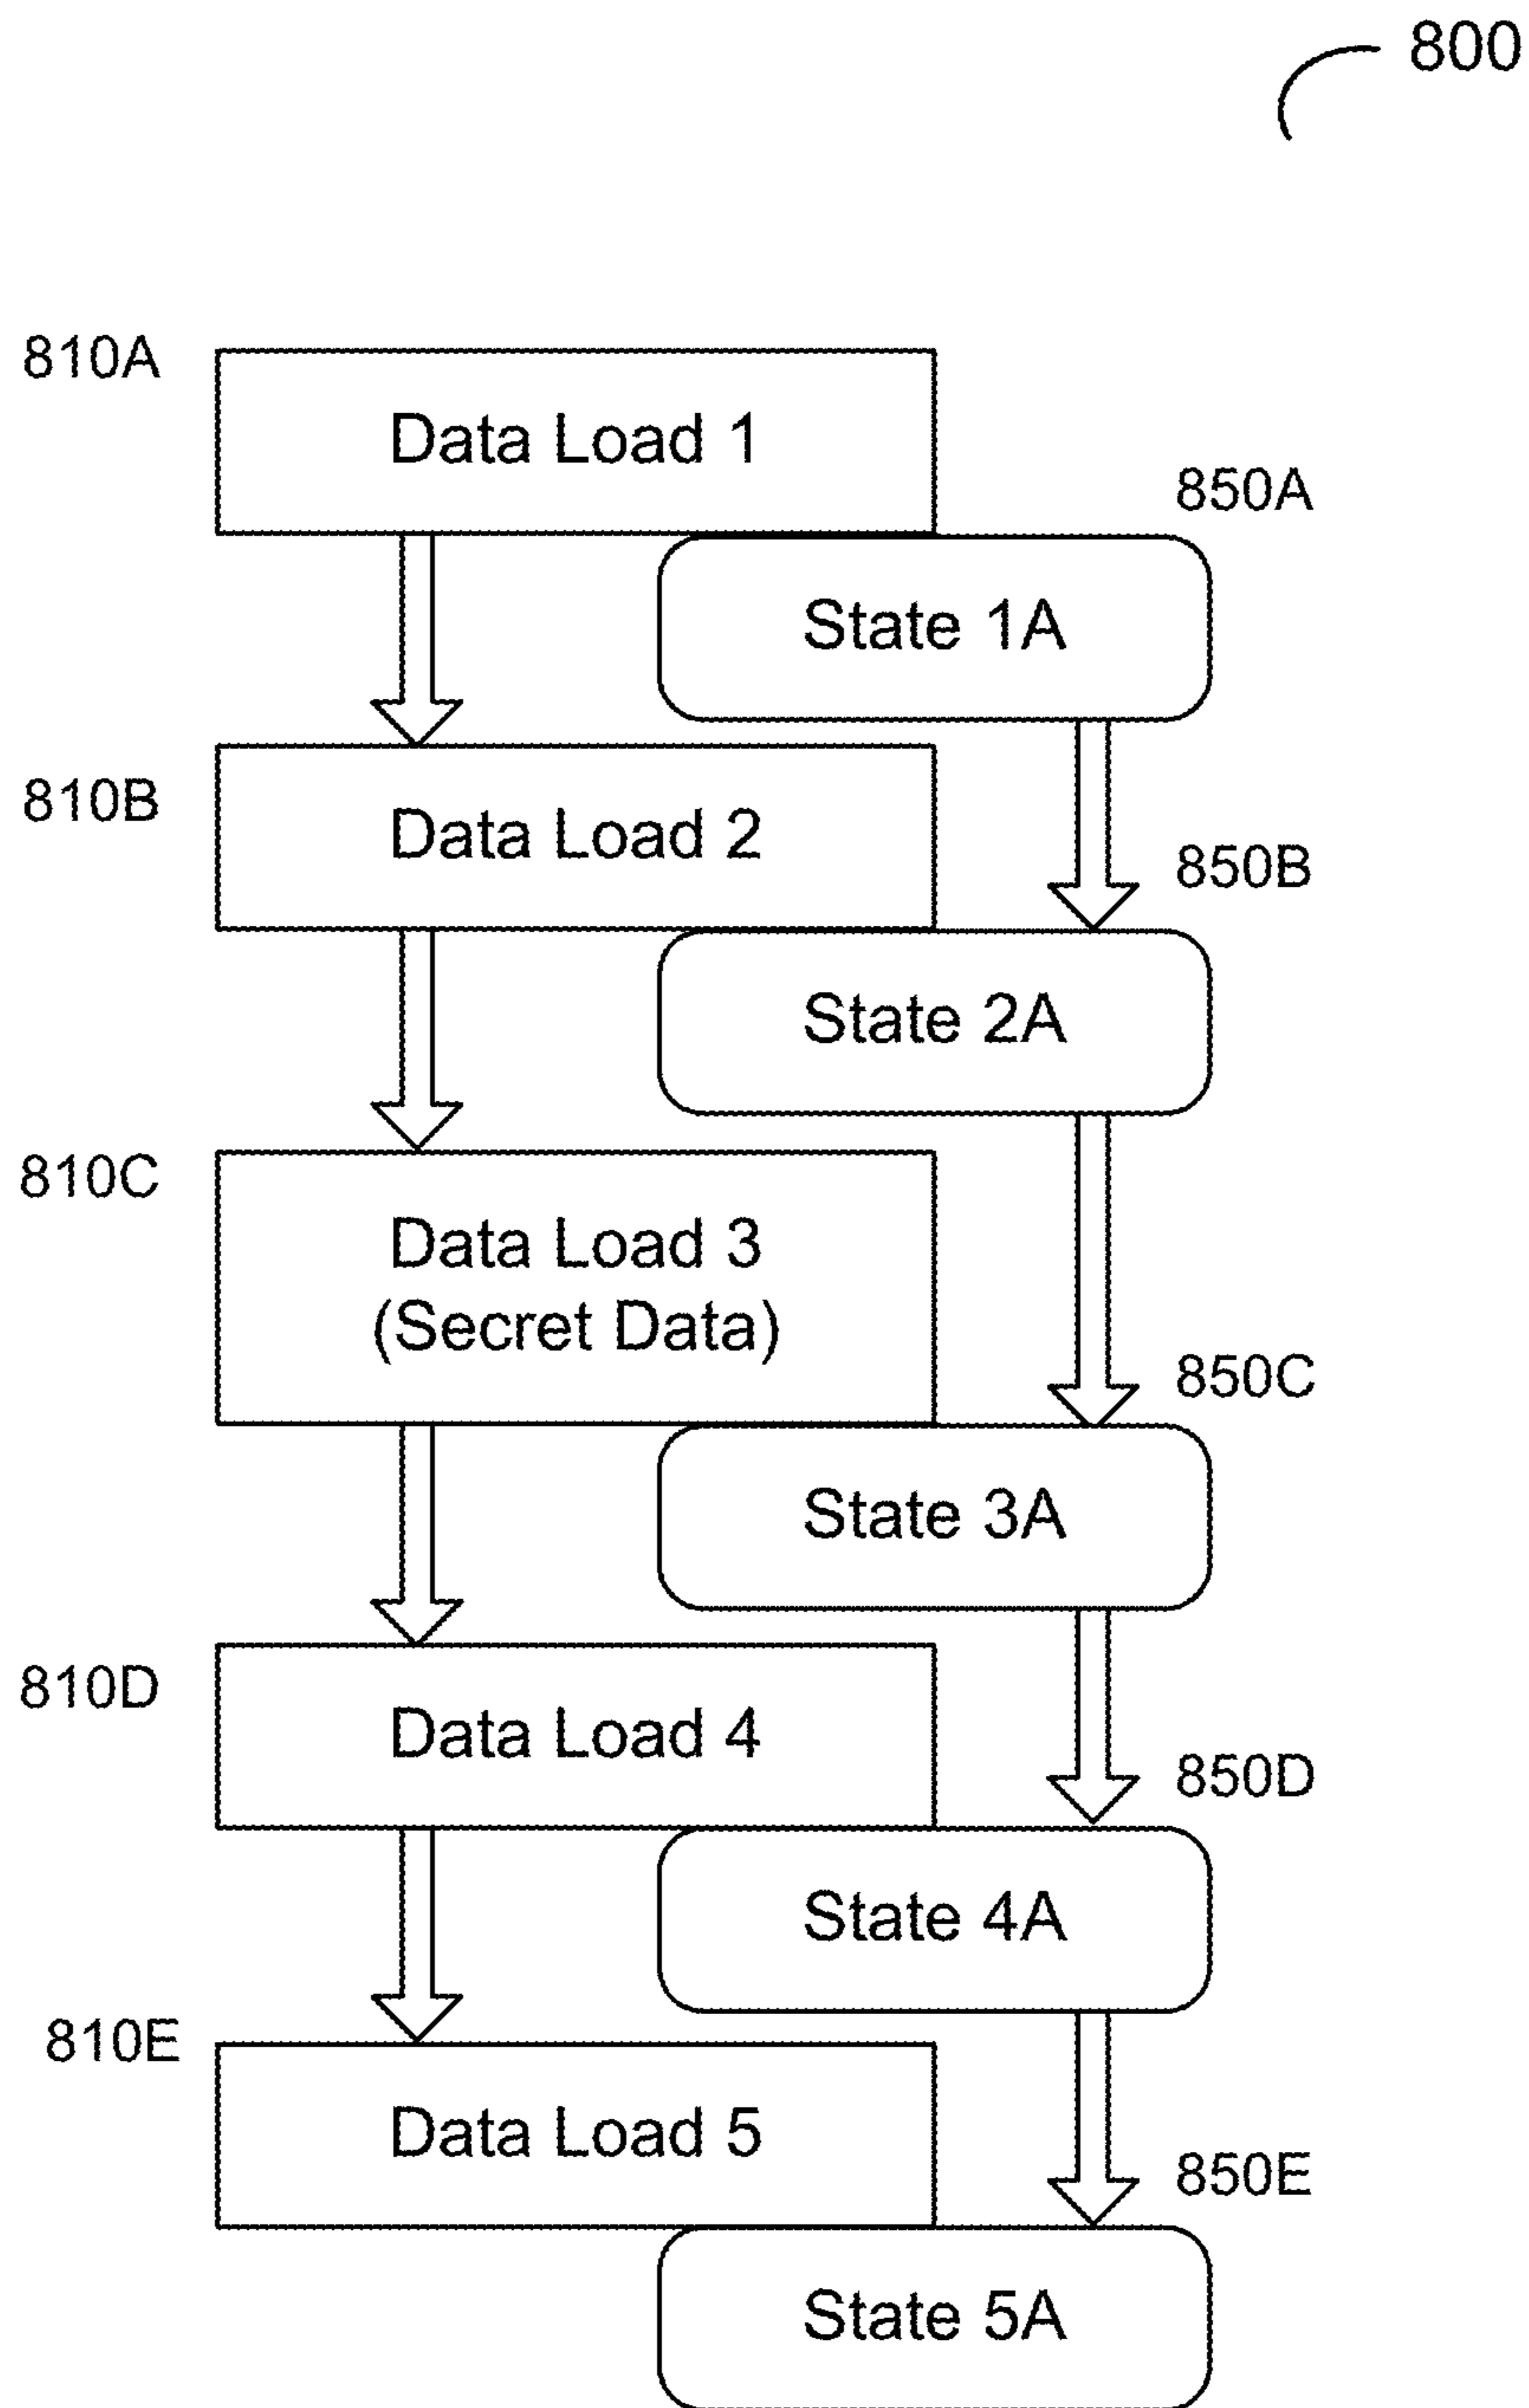 800
810A
Data Load 1
850A
State 1A
810B
Data Load 2
850B
State 2A
810C
Data Load 3
(Secret Data)
850C
State 3A
810D
Data Load 4
850D
State 4A
810E
Data Load 5
850E
State 5A